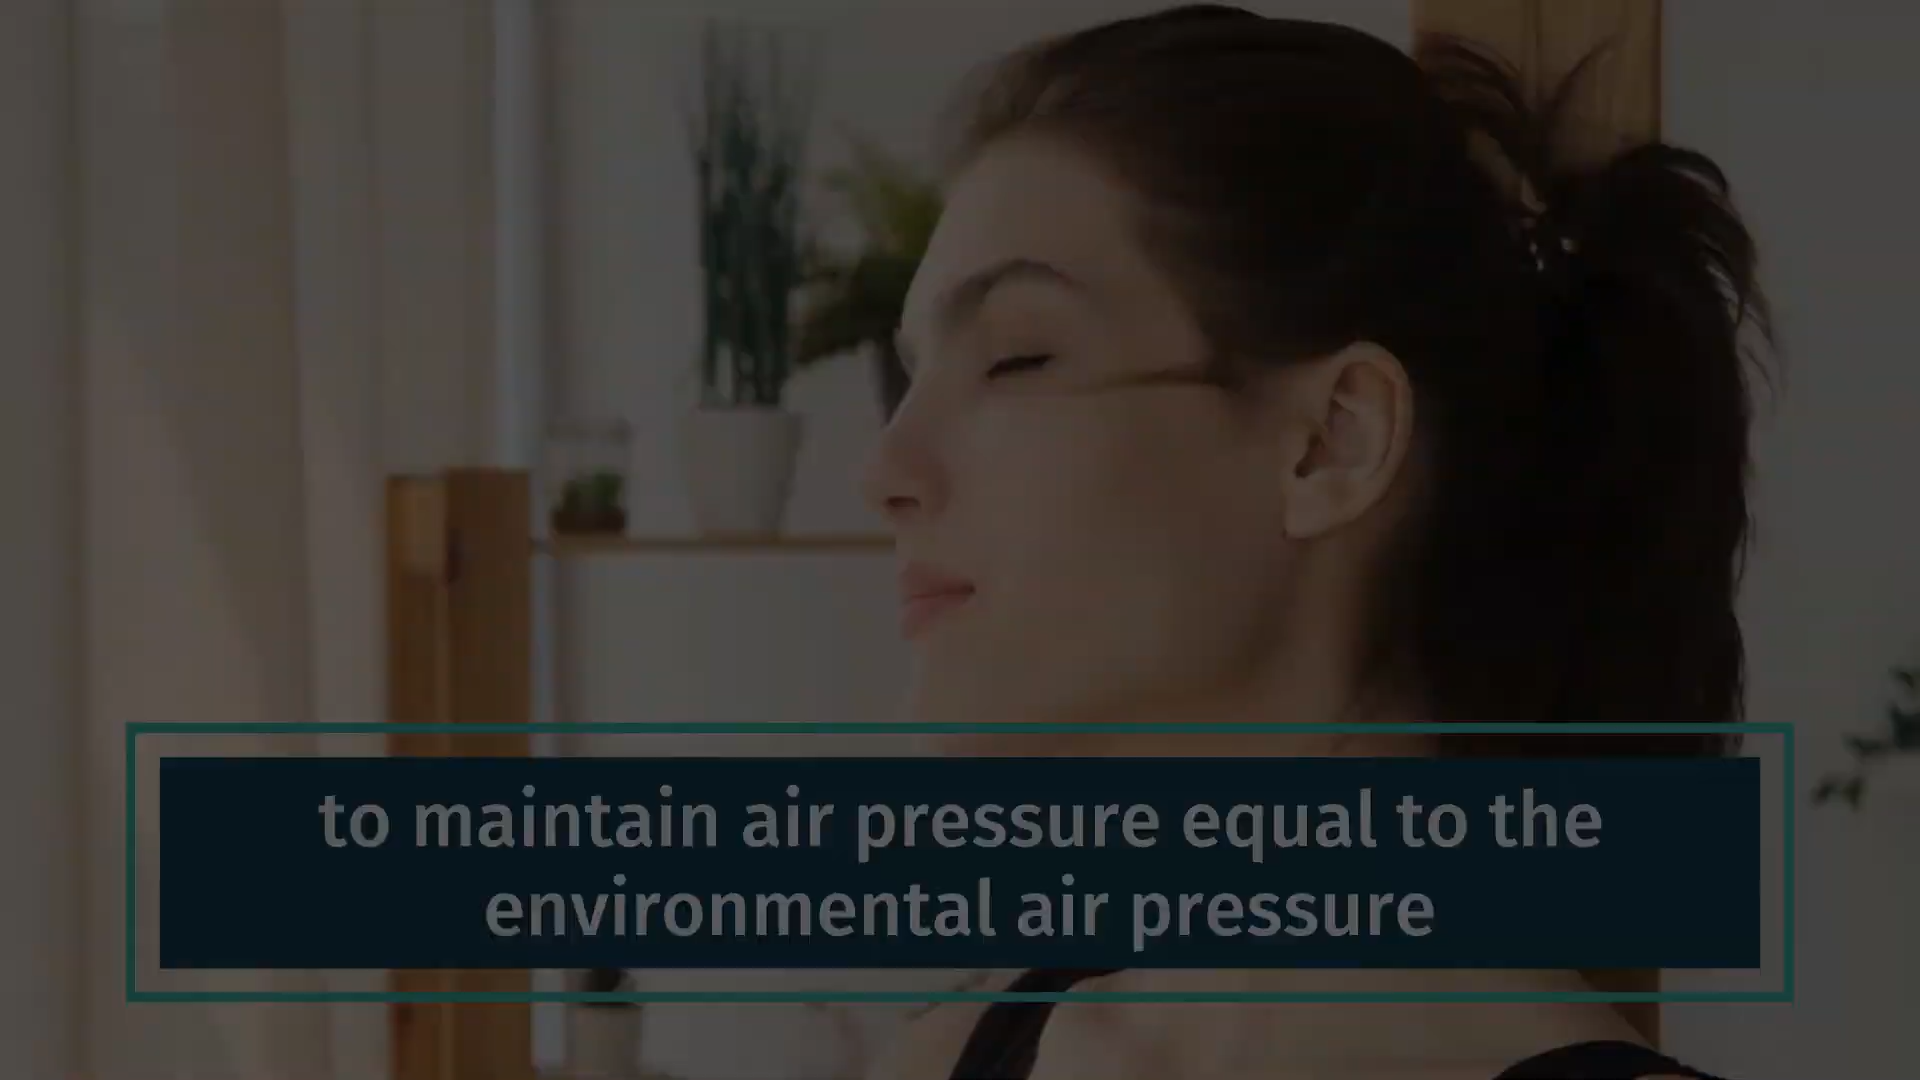 to maintain air pressure equal to the
environmental air pressure